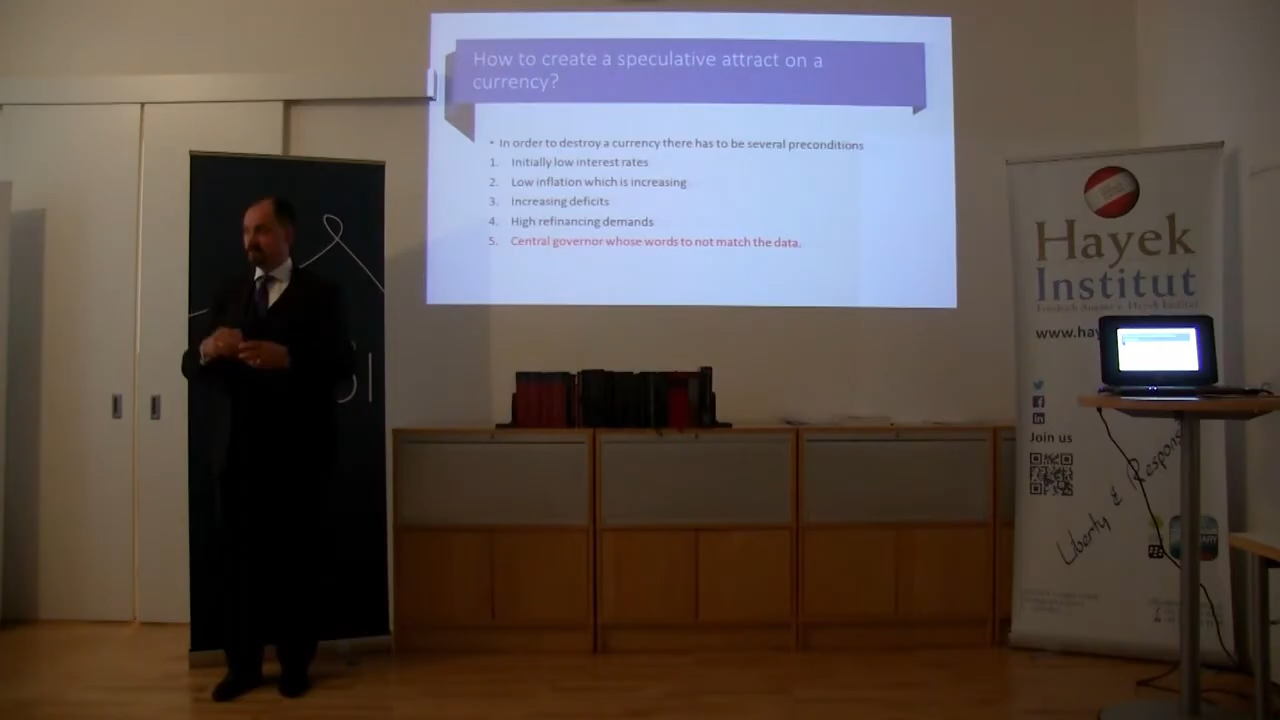 How to create a speculative attract on a
currency?
• In order to destroy a currency there has to be several preconditions
1. Initially low interest rates
2. Low inflation which is increasing
3. Increasing deficits
4. High refinancing demands
5. Central governor whose words to not match the data.
Hayek
Institut
www.hay
Join us
Liberty & Respons